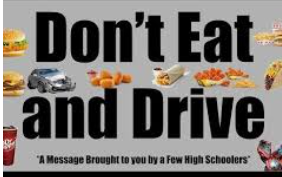 Don't Eat
and Drive
"A Message Brought to you by a Few High Schoolers"